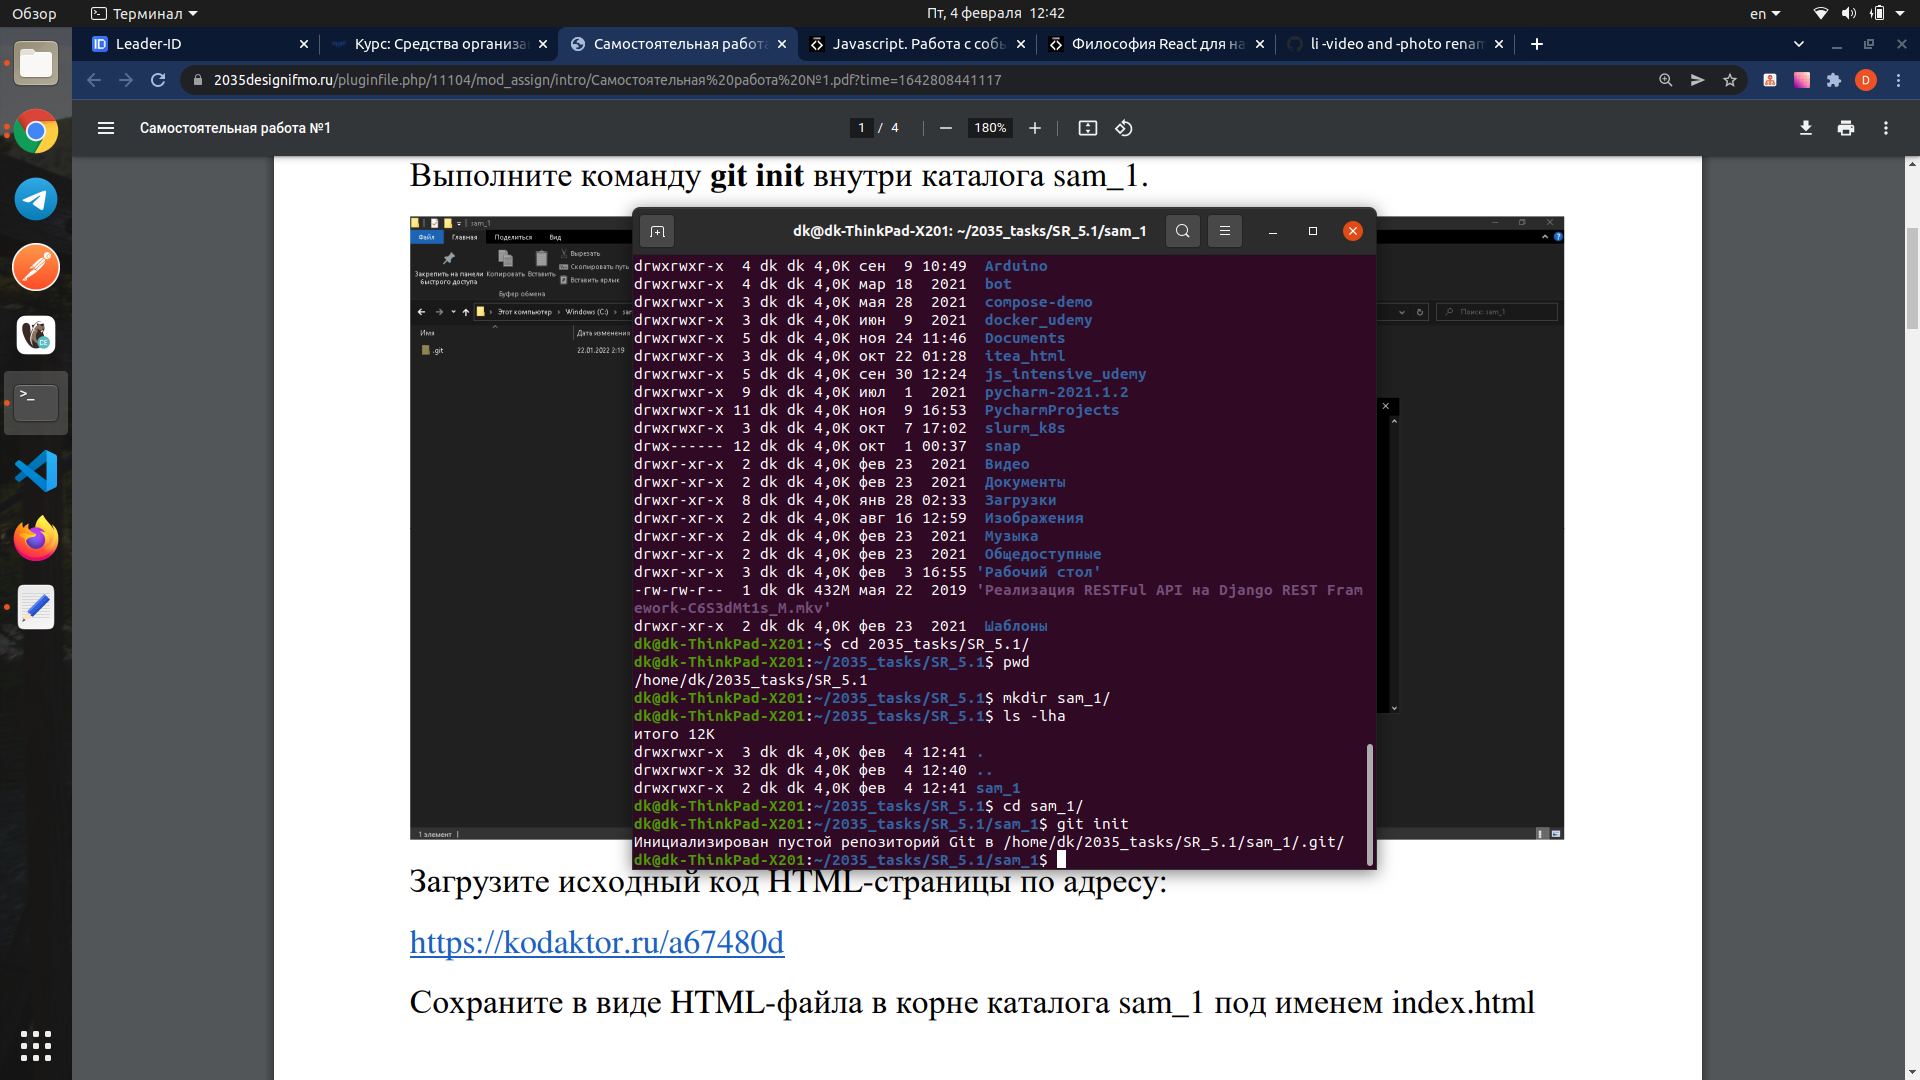 Обзор
Терминал
Пт, 4 февраля 12:42
en
Leader-ID
Курс: Средства организа
Самостоятельная работа
Javascript. Работа с собы
Философия React для на
li -video and -photo renam
2035designifmo.ru/pluginfile.php/11104/mod_assign/intro/Самостоятельная%20работа%20№1.pdf?time=1642808441117
D
Самостоятельная работа №1
1 / 4
180%
Выполните команду git init внутри каталога sam_1.
sam_1
Файл Главная Поделиться Вид
Закрепить на панели быстрого доступа
Копировать
Вставить
Вырезать
Скопировать путь
Вставить ярлык
Буфер обмена
Этот компьютер › Windows (C:) › sam
Поиск: sam_1
Имя
Дата изменения
.git
22.01.2022 2:19
1 элемент
dk@dk-ThinkPad-X201: ~/2035_tasks/SR_5.1/sam_1
drwxrwxr-x  4 dk dk 4,0K сен  9 10:49  Arduino
drwxrwxr-x  4 dk dk 4,0K мар 18  2021  bot
drwxrwxr-x  3 dk dk 4,0K мая 28  2021  compose-demo
drwxrwxr-x  3 dk dk 4,0K июн  9  2021  docker_udemy
drwxrwxr-x  5 dk dk 4,0K ноя 24 11:46  Documents
drwxrwxr-x  3 dk dk 4,0K окт 22 01:28  itea_html
drwxrwxr-x  5 dk dk 4,0K сен 30 12:24  js_intensive_udemy
drwxrwxr-x  9 dk dk 4,0K июл  1  2021  pycharm-2021.1.2
drwxrwxr-x 11 dk dk 4,0K ноя  9 16:53  PycharmProjects
drwxrwxr-x  3 dk dk 4,0K окт  7 17:02  slurm_k8s
drwx------ 12 dk dk 4,0K окт  1 00:37  snap
drwxr-xr-x  2 dk dk 4,0K фев 23  2021  Видео
drwxr-xr-x  2 dk dk 4,0K фев 23  2021  Документы
drwxr-xr-x  8 dk dk 4,0K янв 28 02:33  Загрузки
drwxr-xr-x  2 dk dk 4,0K авг 16 12:59  Изображения
drwxr-xr-x  2 dk dk 4,0K фев 23  2021  Музыка
drwxr-xr-x  2 dk dk 4,0K фев 23  2021  Общедоступные
drwxr-xr-x  3 dk dk 4,0K фев  3 16:55 'Рабочий стол'
-rw-rw-r--  1 dk dk 432M мая 22  2019 'Реализация RESTFul API на Django REST Fram
ework-C6S3dMt1s_M.mkv'
drwxr-xr-x  2 dk dk 4,0K фев 23  2021  Шаблоны
dk@dk-ThinkPad-X201:~$ cd 2035_tasks/SR_5.1/
dk@dk-ThinkPad-X201:~/2035_tasks/SR_5.1$ pwd
/home/dk/2035_tasks/SR_5.1
dk@dk-ThinkPad-X201:~/2035_tasks/SR_5.1$ mkdir sam_1/
dk@dk-ThinkPad-X201:~/2035_tasks/SR_5.1$ ls -lha
итого 12K
drwxrwxr-x  3 dk dk 4,0K фев  4 12:41 .
drwxrwxr-x 32 dk dk 4,0K фев  4 12:40 ..
drwxrwxr-x  2 dk dk 4,0K фев  4 12:41 sam_1
dk@dk-ThinkPad-X201:~/2035_tasks/SR_5.1$ cd sam_1/
dk@dk-ThinkPad-X201:~/2035_tasks/SR_5.1/sam_1$ git init
Инициализирован пустой репозиторий Git в /home/dk/2035_tasks/SR_5.1/sam_1/.git/
dk@dk-ThinkPad-X201:~/2035_tasks/SR_5.1/sam_1$
Загрузите исходный код HTML-страницы по адресу:
https://kodaktor.ru/a67480d
Сохраните в виде HTML-файла в корне каталога sam_1 под именем index.html